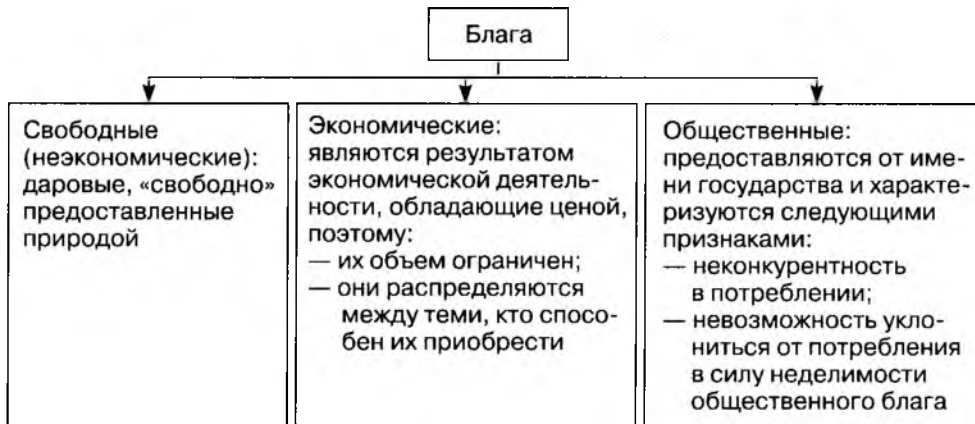 Блага
Свободные
(неэкономические):
даровые, «свободно»
предоставленные
природой
Экономические:
являются результатом
экономической деятель-
ности, обладающие ценой,
поэтому:
— их объем ограничен;
— они распределяются
между теми, кто спосо-
бен их приобрести
Общественные:
предоставляются от име-
ни государства и характе-
ризуются следующими
признаками:
— неконкурентность
в потреблении;
— невозможность укло-
ниться от потребления
в силу неделимости
общественного блага